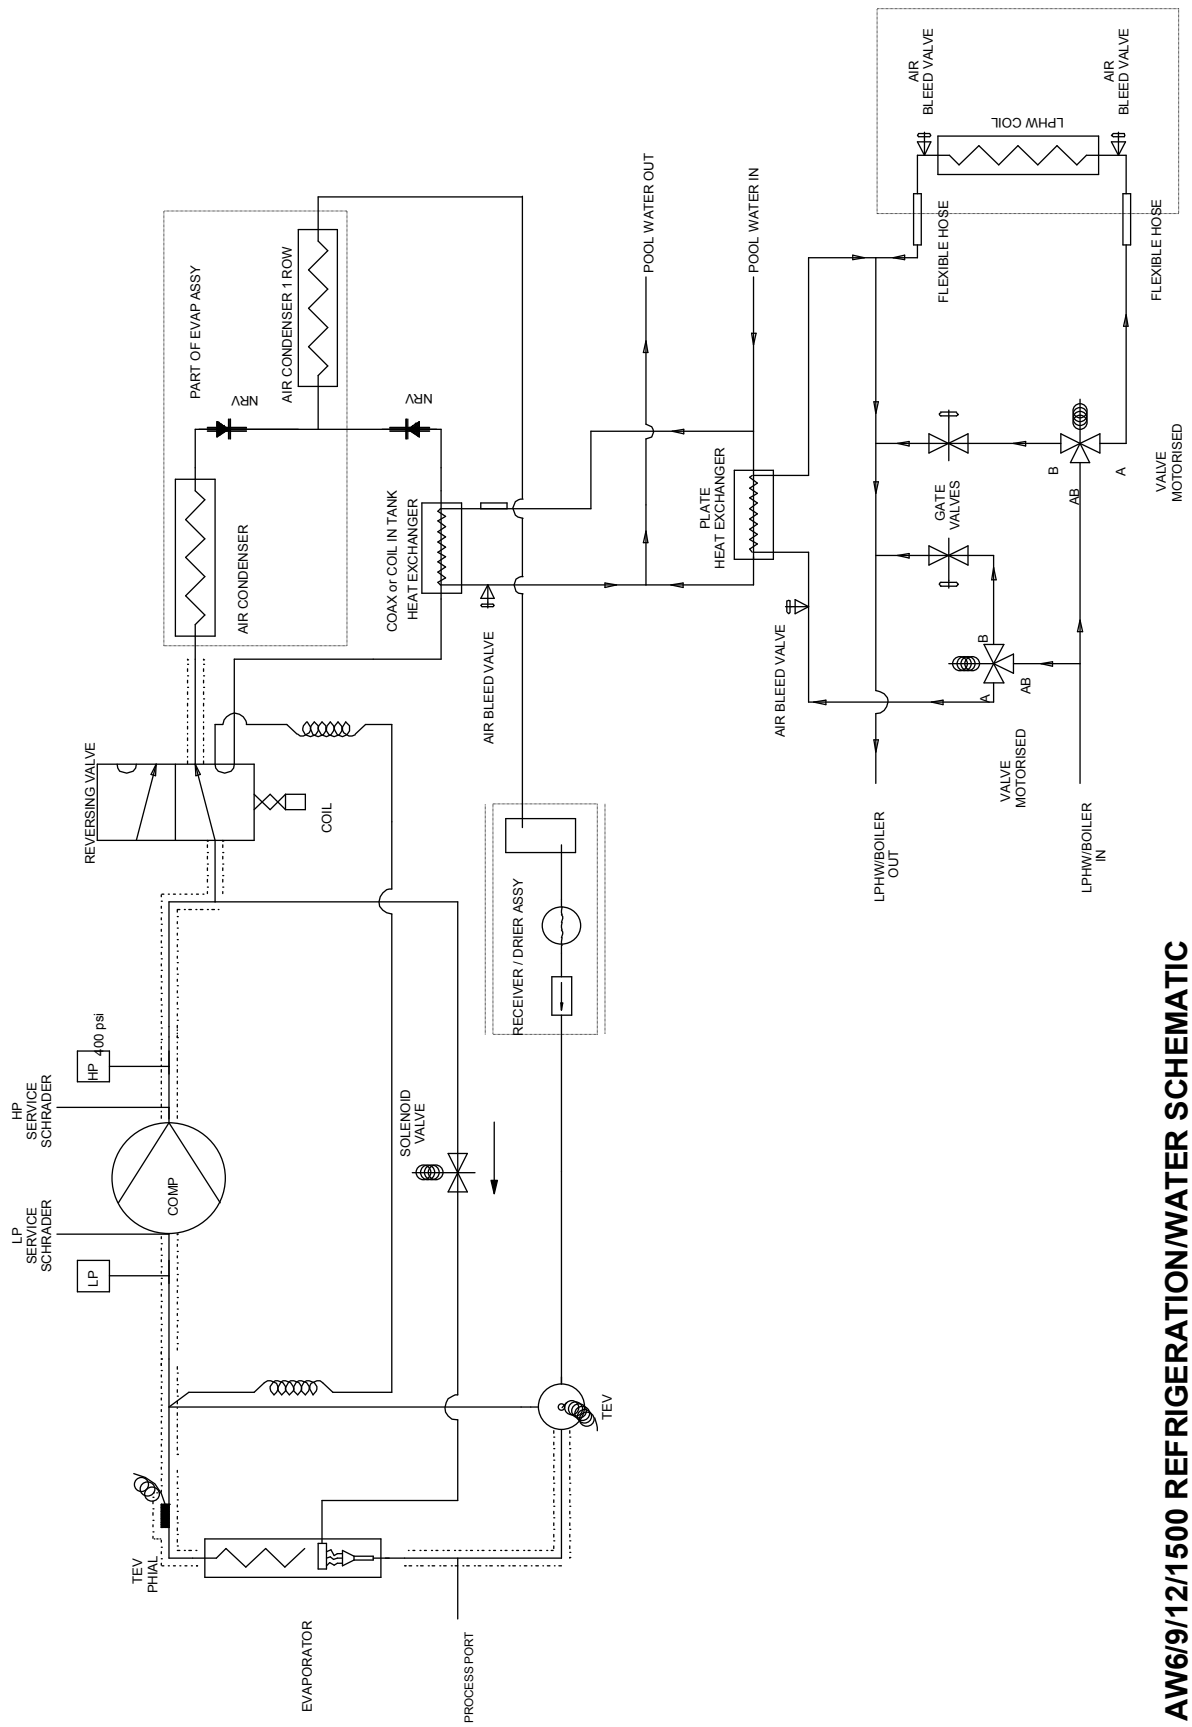 AIR
BLEED VALVE
AIR
BLEED VALVE
LPHW COIL
FLEXIBLE HOSE
FLEXIBLE HOSE
POOL WATER OUT
POOL WATER IN
PART OF EVAP ASSY
AIR CONDENSER 1 ROW
NRV
NRV
AIR CONDENSER
COAX or COIL IN TANK
HEAT EXCHANGER
PLATE
HEAT EXCHANGER
GATE
VALVES
B
A
AB
VALVE
MOTORISED
AIR BLEED VALVE
AIR BLEED VALVE
B
A
AB
VALVE
MOTORISED
REVERSING VALVE
COIL
LPHW/BOILER
OUT
LPHW/BOILER
IN
RECEIVER / DRIER ASSY
HP
400 psi
HP
SERVICE
SCHRADER
COMP
SOLENOID
VALVE
LP
SERVICE
SCHRADER
LP
TEV
TEV
PHIAL
EVAPORATOR
PROCESS PORT
AW6/9/12/1500 REFRIGERATION/WATER SCHEMATIC